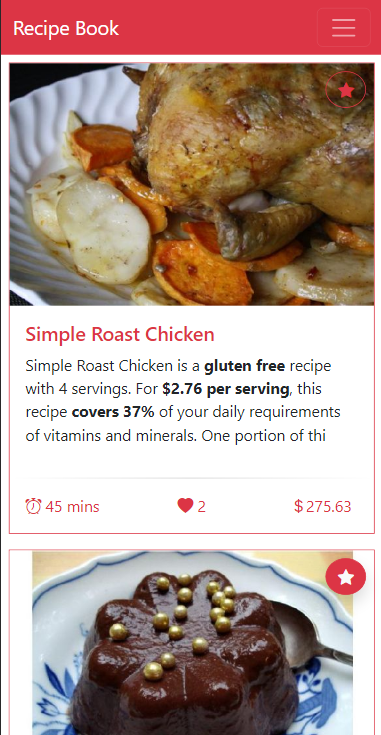 Recipe Book
Simple Roast Chicken
Simple Roast Chicken is a gluten free recipe
with 4 servings. For $2.76 per serving, this
recipe covers 37% of your daily requirements
of vitamins and minerals. One portion of thi
45 mins 2 $ 275.63